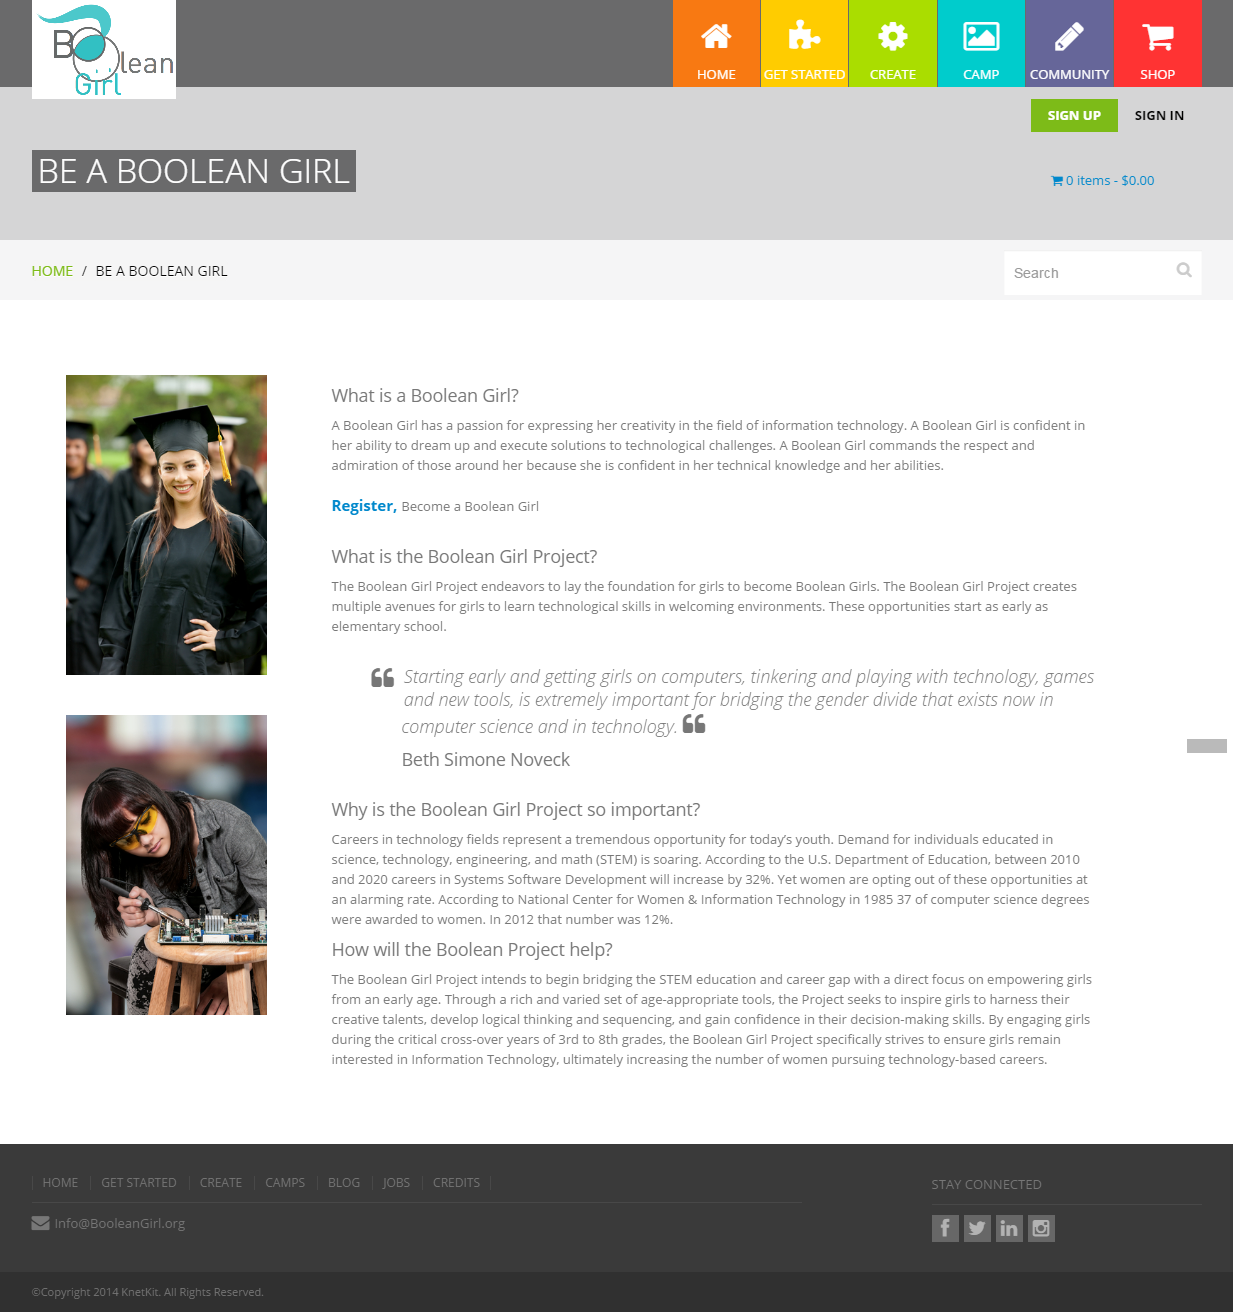 Boolean
Girl
HOME
GET STARTED
CREATE
CAMP
COMMUNITY
SHOP
SIGN UP
SIGN IN
BE A BOOLEAN GIRL
0 items - $0.00
HOME / BE A BOOLEAN GIRL
Search
What is a Boolean Girl?
A Boolean Girl has a passion for expressing her creativity in the field of information technology. A Boolean Girl is confident in
her ability to dream up and execute solutions to technological challenges. A Boolean Girl commands the respect and
admiration of those around her because she is confident in her technical knowledge and her abilities.
Register, Become a Boolean Girl
What is the Boolean Girl Project?
The Boolean Girl Project endeavors to lay the foundation for girls to become Boolean Girls. The Boolean Girl Project creates
multiple avenues for girls to learn technological skills in welcoming environments. These opportunities start as early as
elementary school.
“ Starting early and getting girls on computers, tinkering and playing with technology, games
and new tools, is extremely important for bridging the gender divide that exists now in
computer science and in technology. “
Beth Simone Noveck
Why is the Boolean Girl Project so important?
Careers in technology fields represent a tremendous opportunity for today’s youth. Demand for individuals educated in
science, technology, engineering, and math (STEM) is soaring. According to the U.S. Department of Education, between 2010
and 2020 careers in Systems Software Development will increase by 32%. Yet women are opting out of these opportunities at
an alarming rate. According to National Center for Women & Information Technology in 1985 37 of computer science degrees
were awarded to women. In 2012 that number was 12%.
How will the Boolean Project help?
The Boolean Girl Project intends to begin bridging the STEM education and career gap with a direct focus on empowering girls
from an early age. Through a rich and varied set of age-appropriate tools, the Project seeks to inspire girls to harness their
creative talents, develop logical thinking and sequencing, and gain confidence in their decision-making skills. By engaging girls
during the critical cross-over years of 3rd to 8th grades, the Boolean Girl Project specifically strives to ensure girls remain
interested in Information Technology, ultimately increasing the number of women pursuing technology-based careers.
HOME
GET STARTED
CREATE
CAMPS
BLOG
JOBS
CREDITS
STAY CONNECTED
Info@BooleanGirl.org
©Copyright 2014 KnetKit. All Rights Reserved.